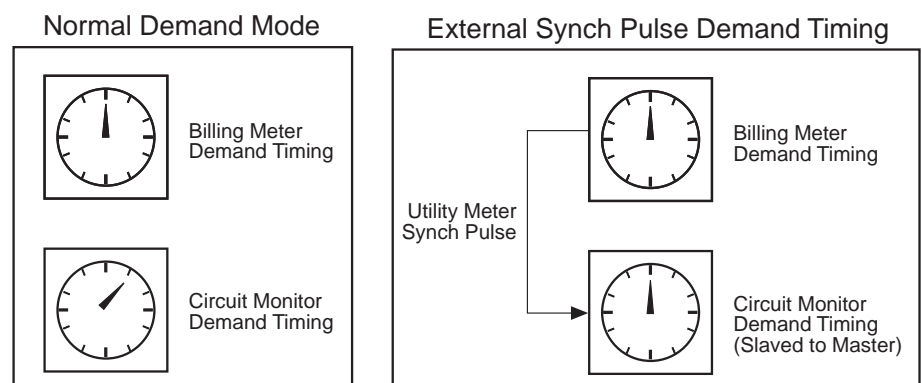 Normal Demand Mode
Billing Meter
Demand Timing
Circuit Monitor
Demand Timing
External Synch Pulse Demand Timing
Billing Meter
Demand Timing
Utility Meter
Synch Pulse
Circuit Monitor
Demand Timing
(Slaved to Master)